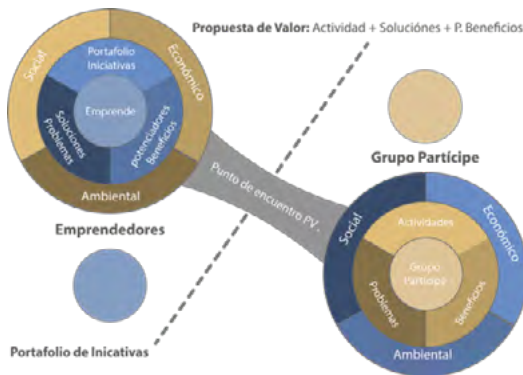 Propuesta de Valor: Actividad + Soluciónes + P. Beneficios
Social
Económico
Portafolio
Iniciativas
Emprende
Soluciones
Problemas
potenciadores
Beneficios
Ambiental
Punto de encuentro PV.
Grupo Partícipe
Emprendedores
Social
Económico
Actividades
Grupo
Partícipe
Problemas
Beneficios
Ambiental
Portafolio de Inicativas